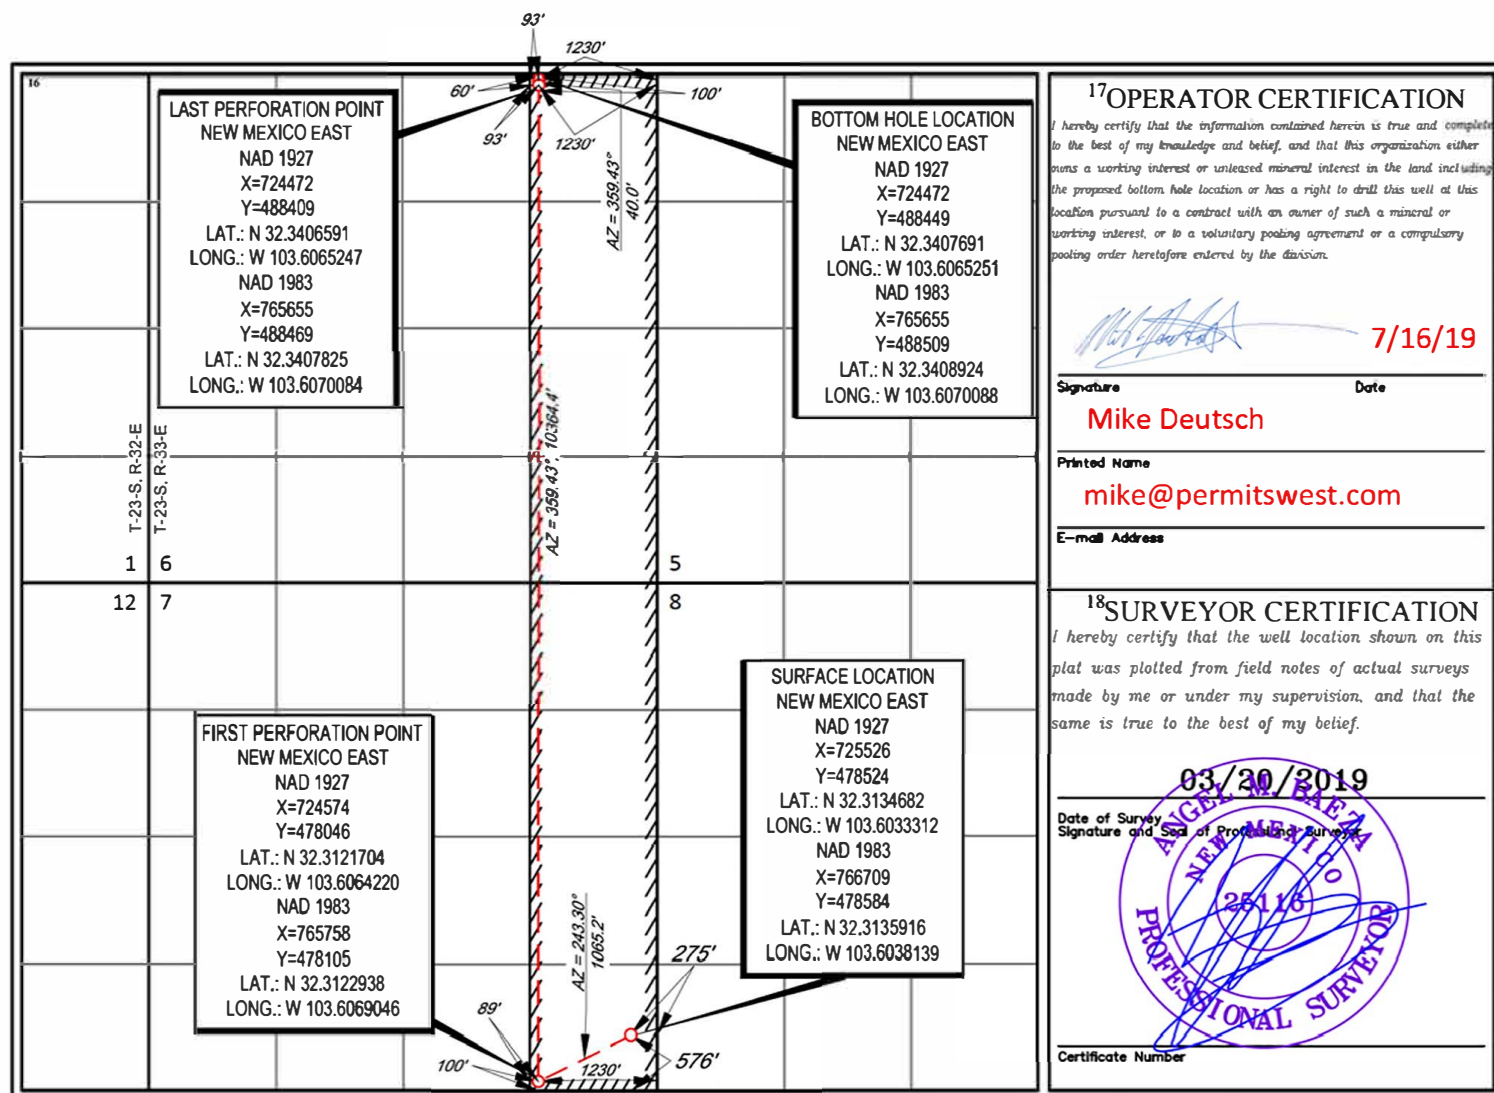 16
93'
1230'
60'
93'
1230'
100'
AZ = 359.43°
40.0'
LAST PERFORATION POINT
NEW MEXICO EAST
NAD 1927
X=724472
Y=488409
LAT.: N 32.3406591
LONG.: W 103.6065247
NAD 1983
X=765655
Y=488469
LAT.: N 32.3407825
LONG.: W 103.6070084
BOTTOM HOLE LOCATION
NEW MEXICO EAST
NAD 1927
X=724472
Y=488449
LAT.: N 32.3407691
LONG.: W 103.6065251
NAD 1983
X=765655
Y=488509
LAT.: N 32.3408924
LONG.: W 103.6070088
T-23-S, R-32-E
T-23-S, R-33-E
AZ = 359.43°, 10364.4'
1 6
5
12 7
8
FIRST PERFORATION POINT
NEW MEXICO EAST
NAD 1927
X=724574
Y=478046
LAT.: N 32.3121704
LONG.: W 103.6064220
NAD 1983
X=765758
Y=478105
LAT.: N 32.3122938
LONG.: W 103.6069046
SURFACE LOCATION
NEW MEXICO EAST
NAD 1927
X=725526
Y=478524
LAT.: N 32.3134682
LONG.: W 103.6033312
NAD 1983
X=766709
Y=478584
LAT.: N 32.3135916
LONG.: W 103.6038139
AZ = 243.30°
1065.2'
275'
89'
576'
100'
1230'
17 OPERATOR CERTIFICATION
I hereby certify that the information contained herein is true and complete
to the best of my knowledge and belief, and that this organization either
owns a working interest or unleased mineral interest in the land including
the proposed bottom hole location or has a right to drill this well at this
location pursuant to a contract with an owner of such a mineral or
working interest, or to a voluntary pooling agreement or a compulsory
pooling order heretofore entered by the division.
7/16/19
Signature Date
Mike Deutsch
Printed Name
mike@permitswest.com
E-mail Address
18 SURVEYOR CERTIFICATION
I hereby certify that the well location shown on this
plat was plotted from field notes of actual surveys
made by me or under my supervision, and that the
same is true to the best of my belief.
03/20/2019
Date of Survey
Signature and Seal of Professional Surveyor
ANGEL M. BAEZA
NEW MEXICO
25116
PROFESSIONAL SURVEYOR
Certificate Number